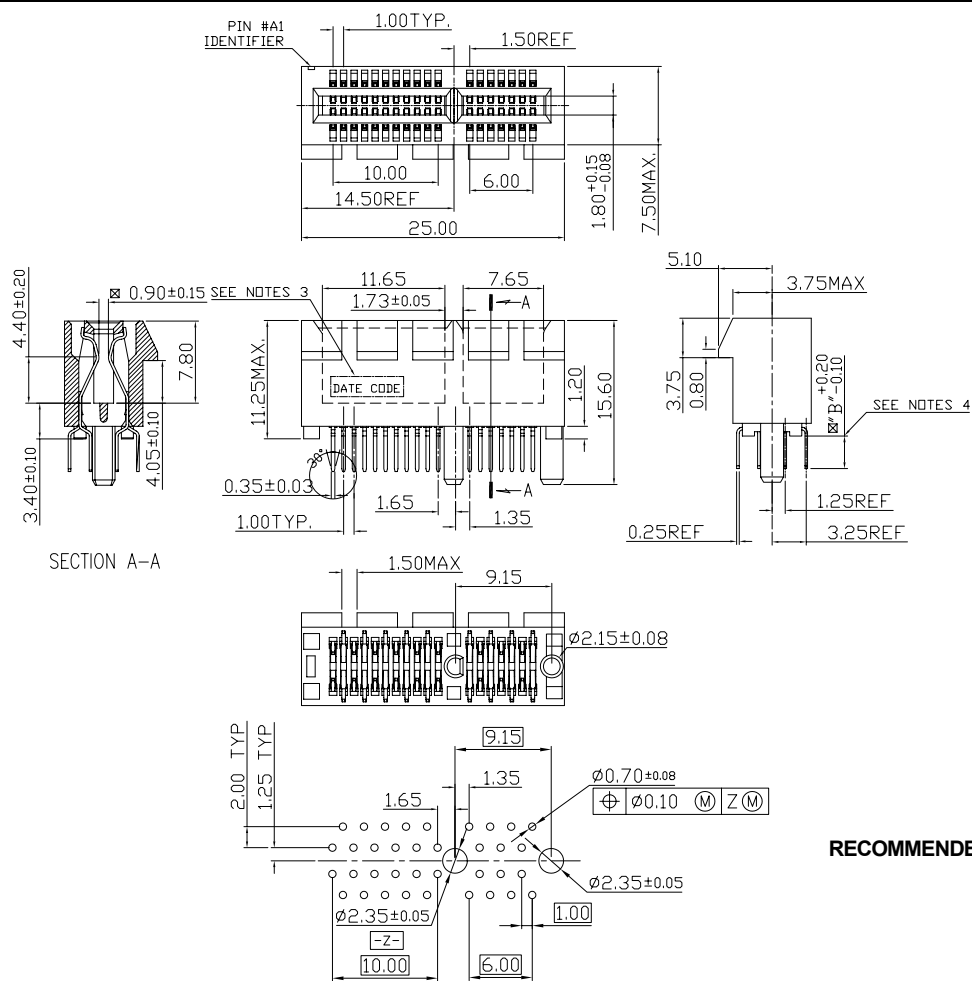 PIN #A1
IDENTIFIER
1.00TYP.
1.50REF
10.00
6.00
14.50REF
25.00
1.80+0.15-0.08
7.50MAX.
4.40±0.20
0.90±0.15
SEE NOTES 3
11.65
7.65
1.73±0.05
A
7.80
11.25MAX.
DATE CODE
1.20
15.60
3.40±0.10
4.05±0.10
30°
0.35±0.03
1.00TYP.
1.65
1.35
A
SECTION A-A
5.10
3.75MAX
3.75
0.80
"B"+0.20-0.10
SEE NOTES 4
0.25REF
1.25REF
3.25REF
1.50MAX
9.15
Ø2.15±0.08
2.00 TYP
1.25 TYP
9.15
1.35
1.65
Ø0.70±0.08
⌖ Ø0.10 Ⓜ Z Ⓜ
RECOMMENDE
Ø2.35±0.05
Ø2.35±0.05
-Z-
1.00
10.00
6.00